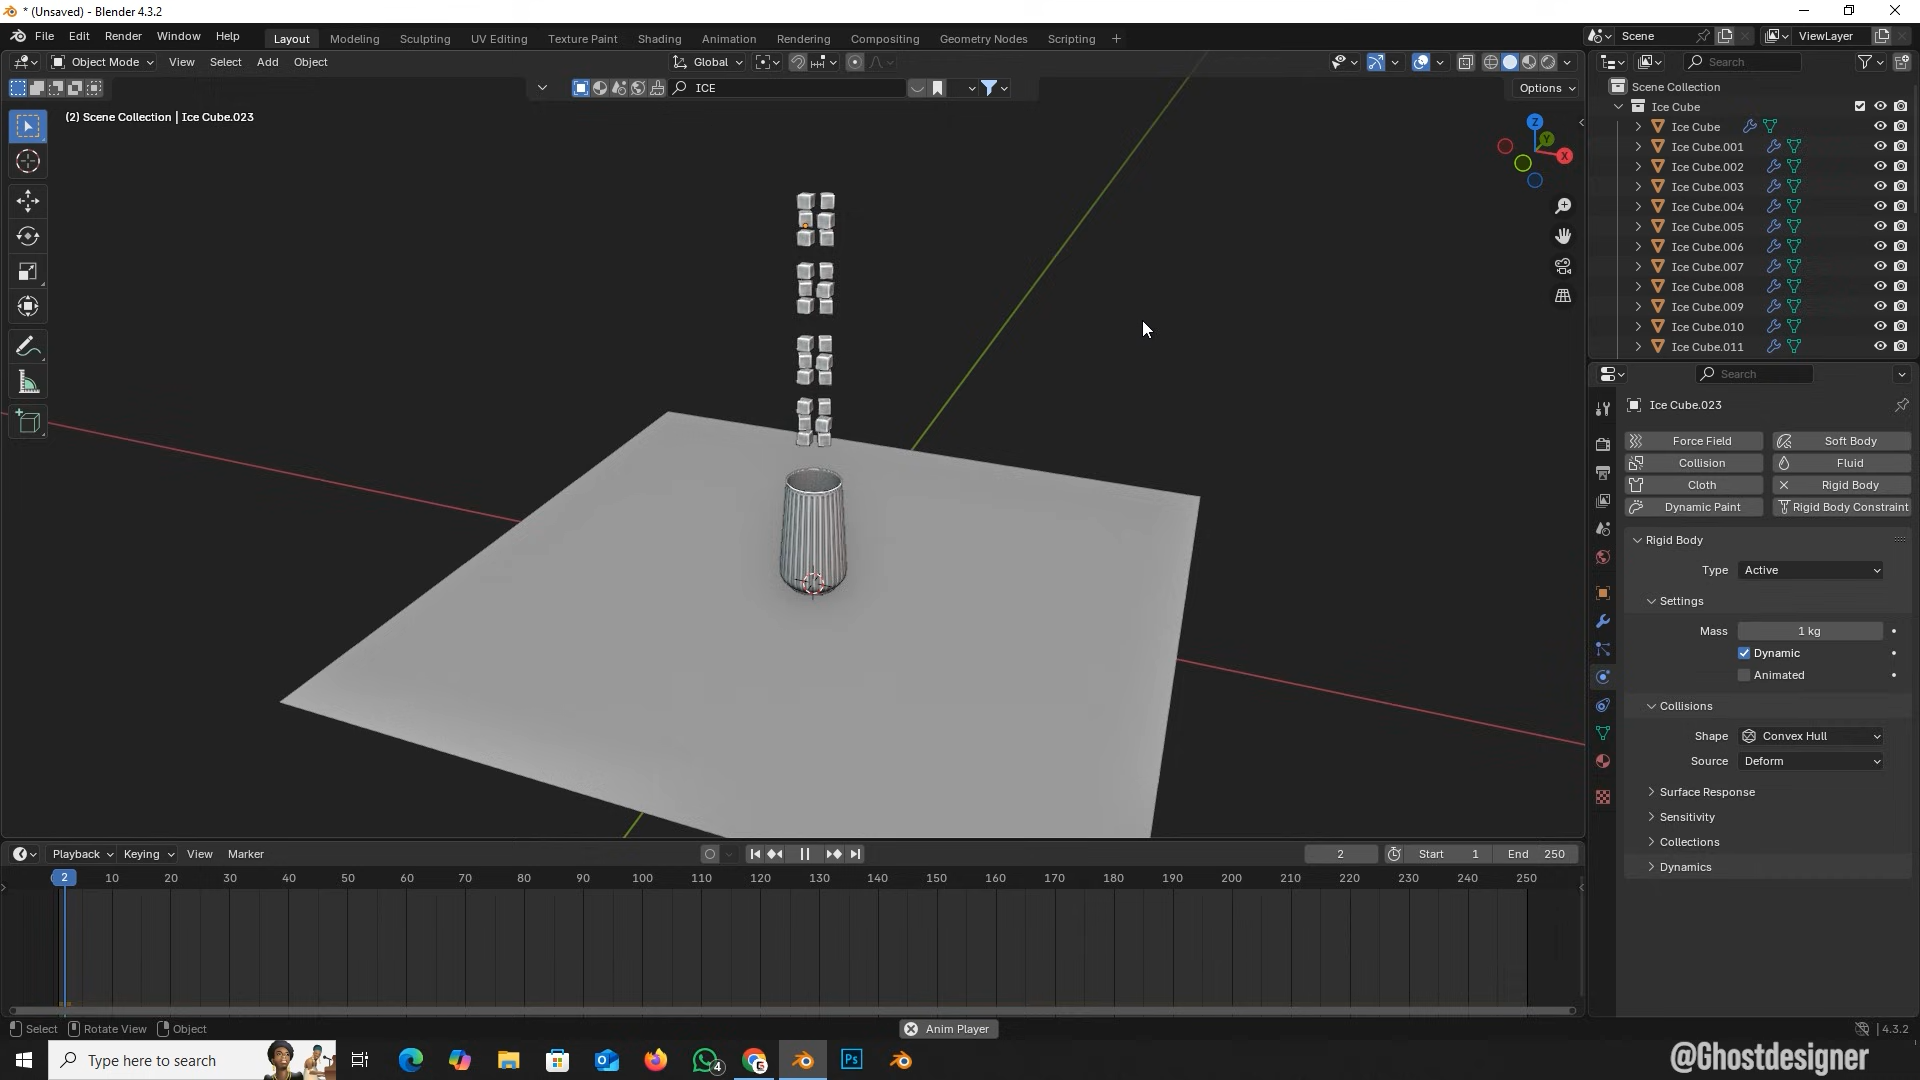 * (Unsaved) - Blender 4.3.2
File Edit Render Window Help
Layout Modeling Sculpting UV Editing Texture Paint Shading Animation Rendering Compositing Geometry Nodes Scripting +
Scene
ViewLayer
Object Mode View Select Add Object
Global
ICE
Options
(2) Scene Collection | Ice Cube.023
Z
Y
X
Search
Scene Collection
Ice Cube
Ice Cube
Ice Cube.001
Ice Cube.002
Ice Cube.003
Ice Cube.004
Ice Cube.005
Ice Cube.006
Ice Cube.007
Ice Cube.008
Ice Cube.009
Ice Cube.010
Ice Cube.011
Search
Ice Cube.023
Force Field Soft Body
Collision Fluid
Cloth Rigid Body
Dynamic Paint Rigid Body Constraint
Rigid Body
Type Active
Settings
Mass 1 kg
Dynamic
Animated
Collisions
Shape Convex Hull
Source Deform
Surface Response
Sensitivity
Collections
Dynamics
Playback Keying View Marker
2 Start 1 End 250
2 10 20 30 40 50 60 70 80 90 100 110 120 130 140 150 160 170 180 190 200 210 220 230 240 250
Select Rotate View Object
Anim Player
4.3.2
Type here to search
4
Ps
@Ghostdesigner